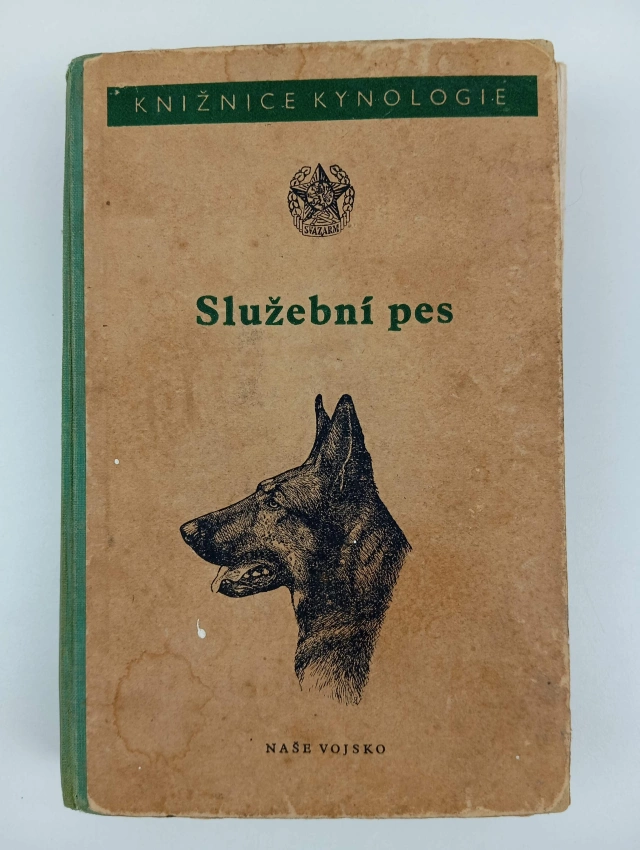 KNIŽNICE KYNOLOGIE
SVAZARM
Služební pes
NAŠE VOJSKO